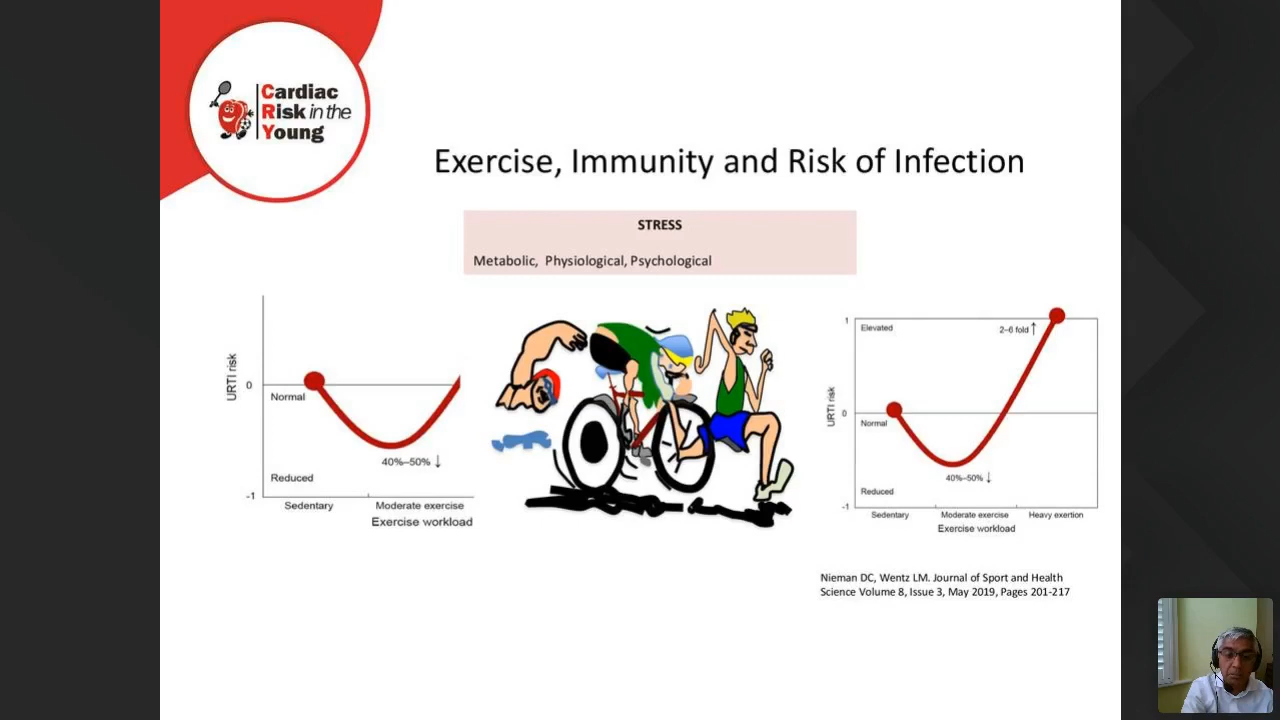 Cardiac
Risk in the
Young
Exercise, Immunity and Risk of Infection
STRESS
Metabolic, Physiological, Psychological
URTI risk
0
Normal
40%–50% ↓
Reduced
-1
Sedentary
Moderate exercise
Exercise workload
1
Elevated
2–6 fold ↑
URTI risk
0
Normal
40%–50% ↓
Reduced
-1
Sedentary
Moderate exercise
Heavy exertion
Exercise workload
Nieman DC, Wentz LM. Journal of Sport and Health
Science Volume 8, Issue 3, May 2019, Pages 201-217